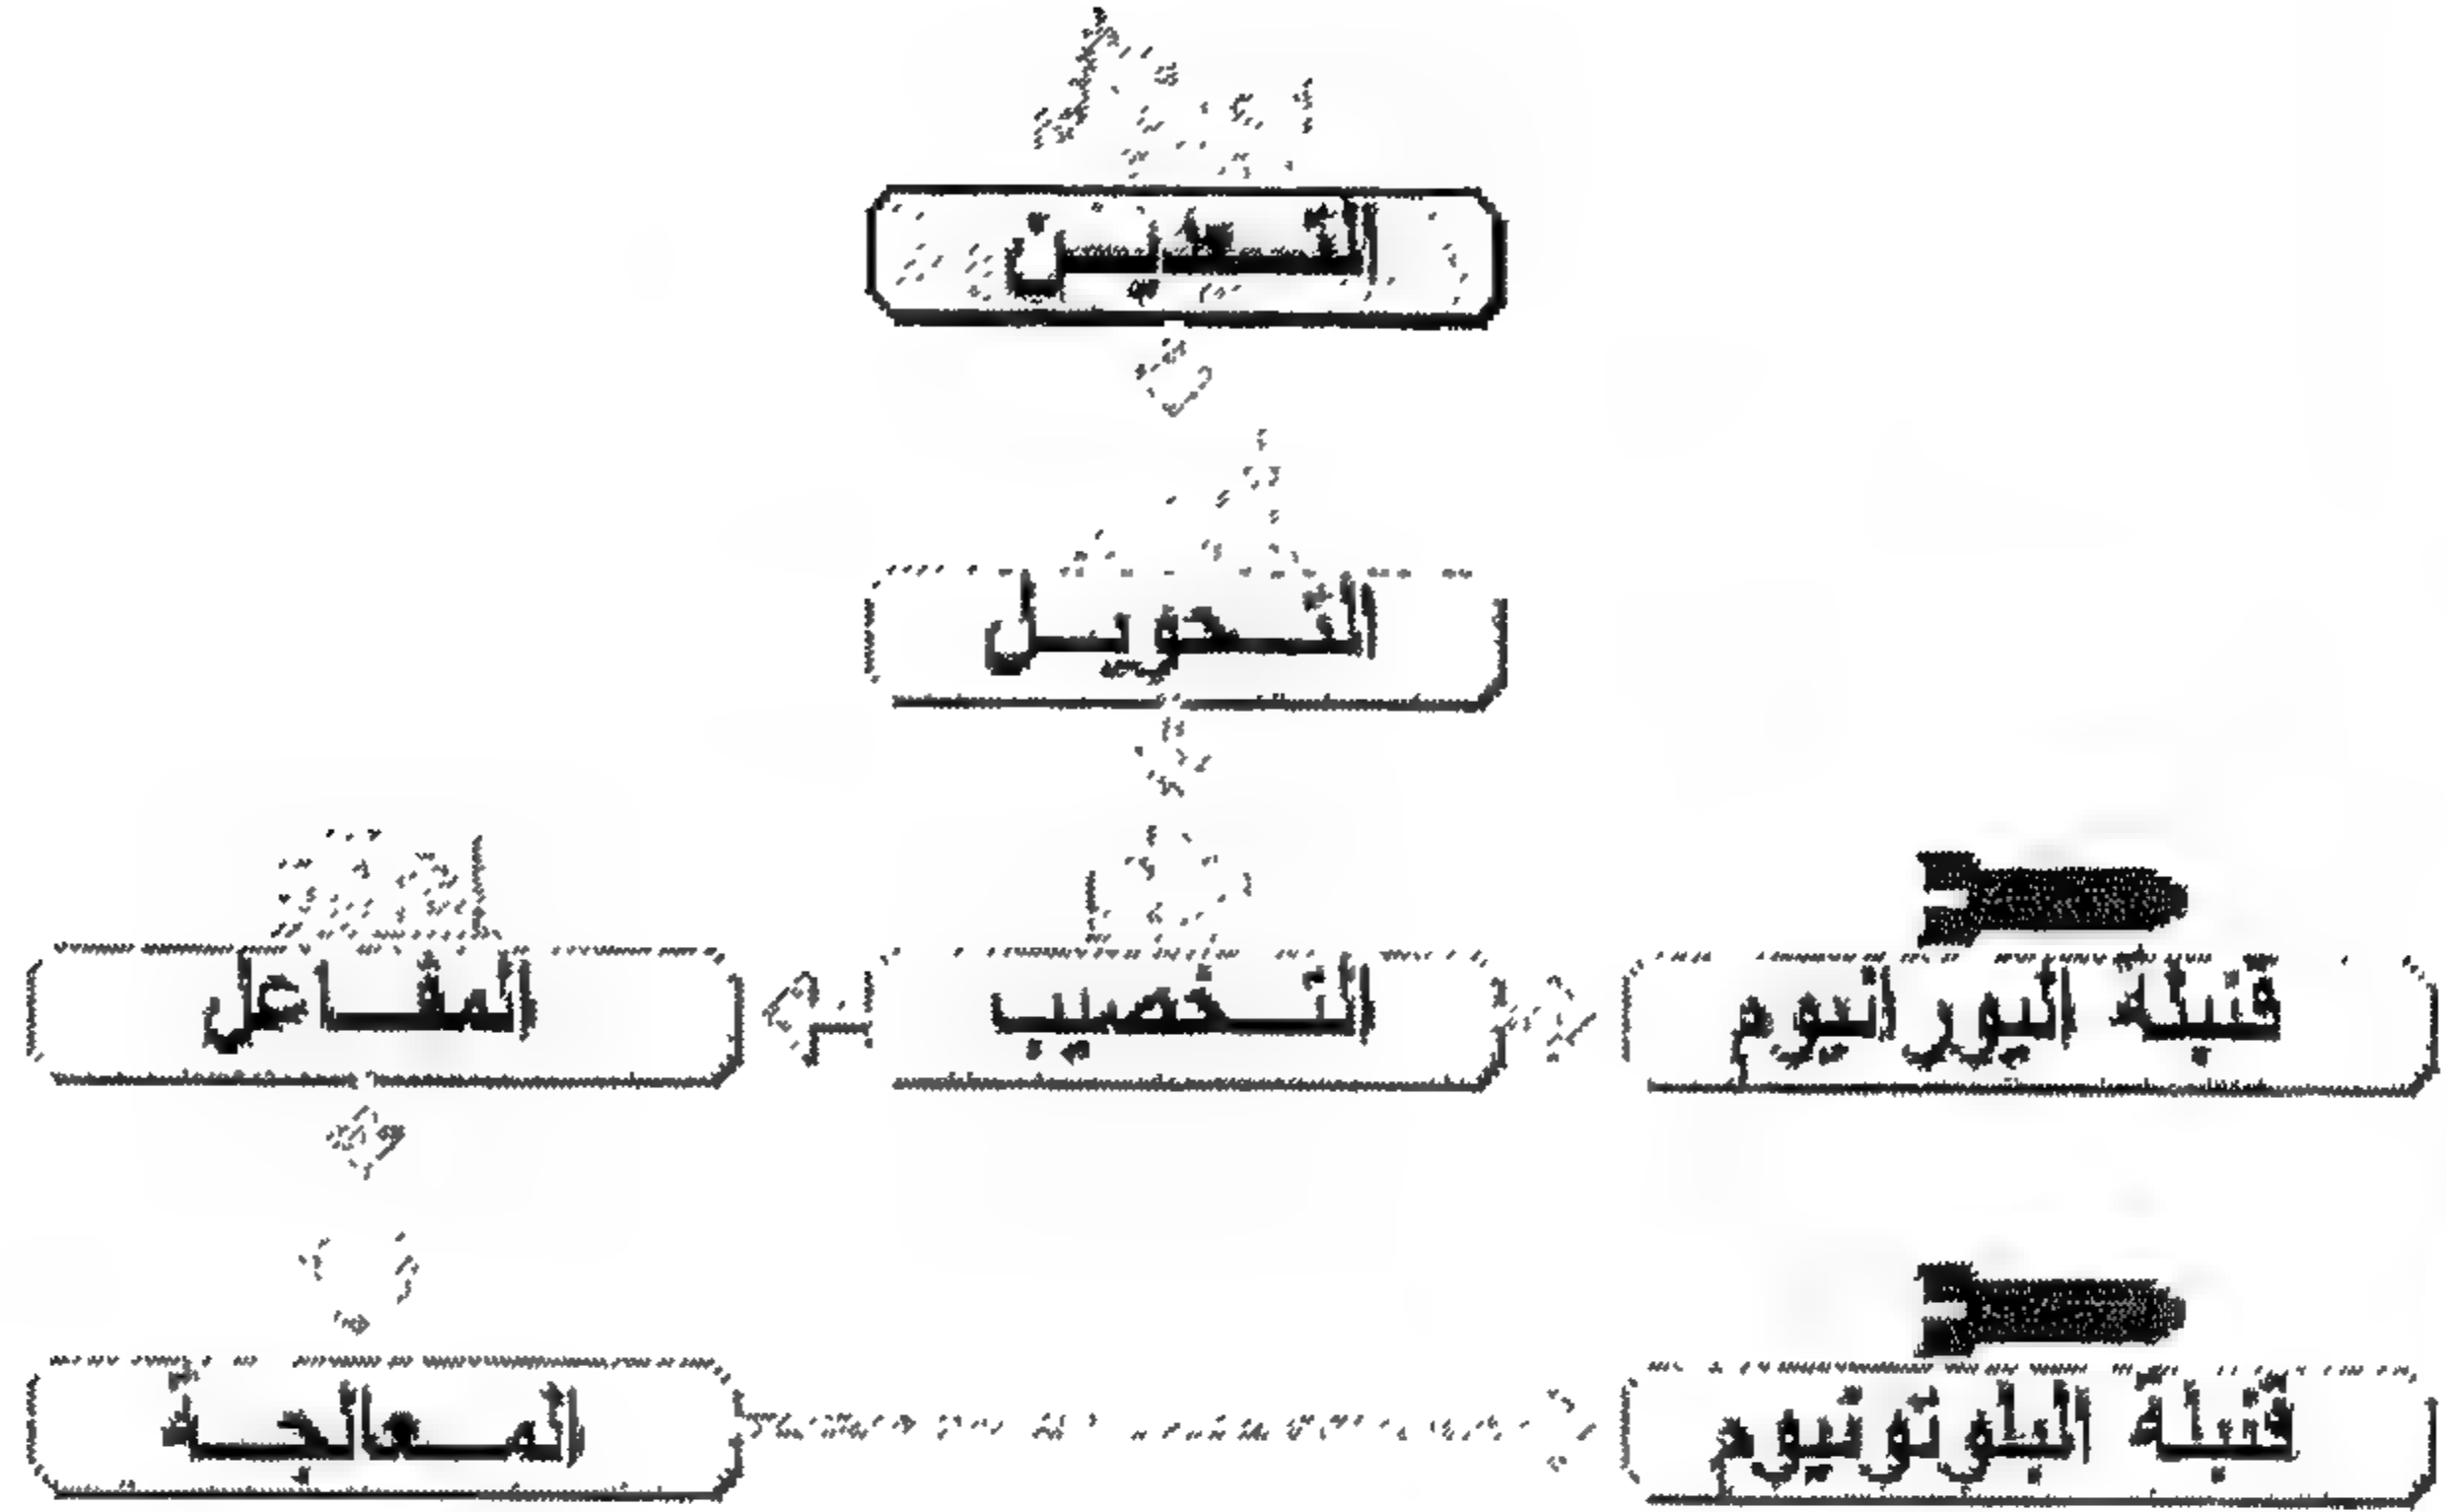 التعدين
التحويل
قنبلة اليورانيوم
التخصيب
المفاعل
قنبلة البلوتونيوم
المعالجة